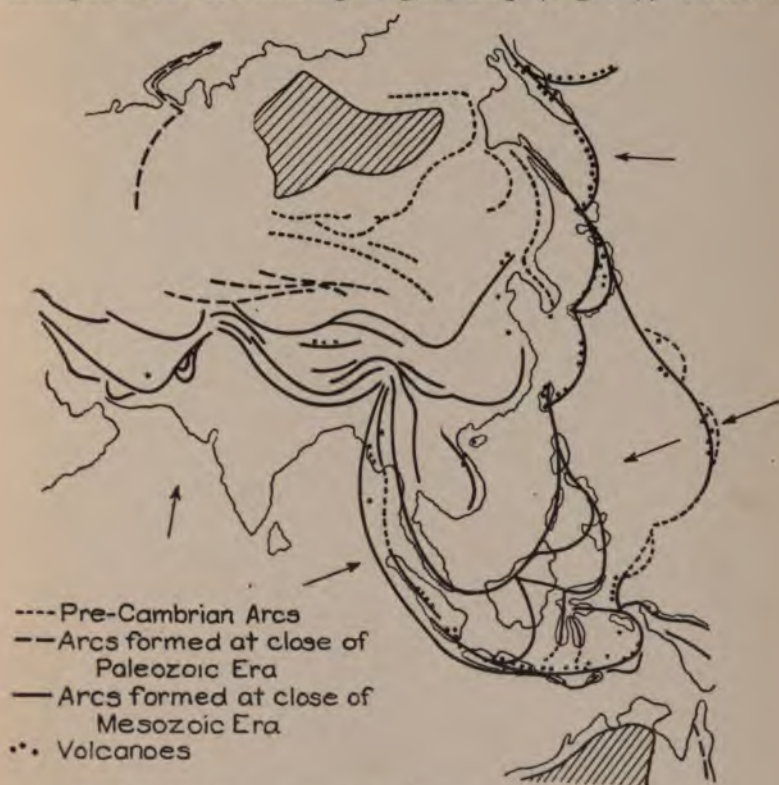 Pre-Cambrian Arcs
Arcs formed at close of
Paleozoic Era
Arcs formed at close of
Mesozoic Era
Volcanoes